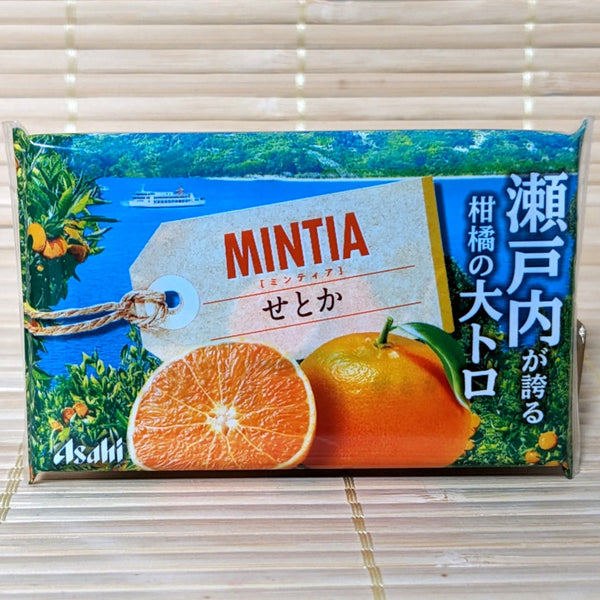 MINTIA
[ミンティア]
せとか
瀬戸内が誇る
柑橘の大トロ
Asahi